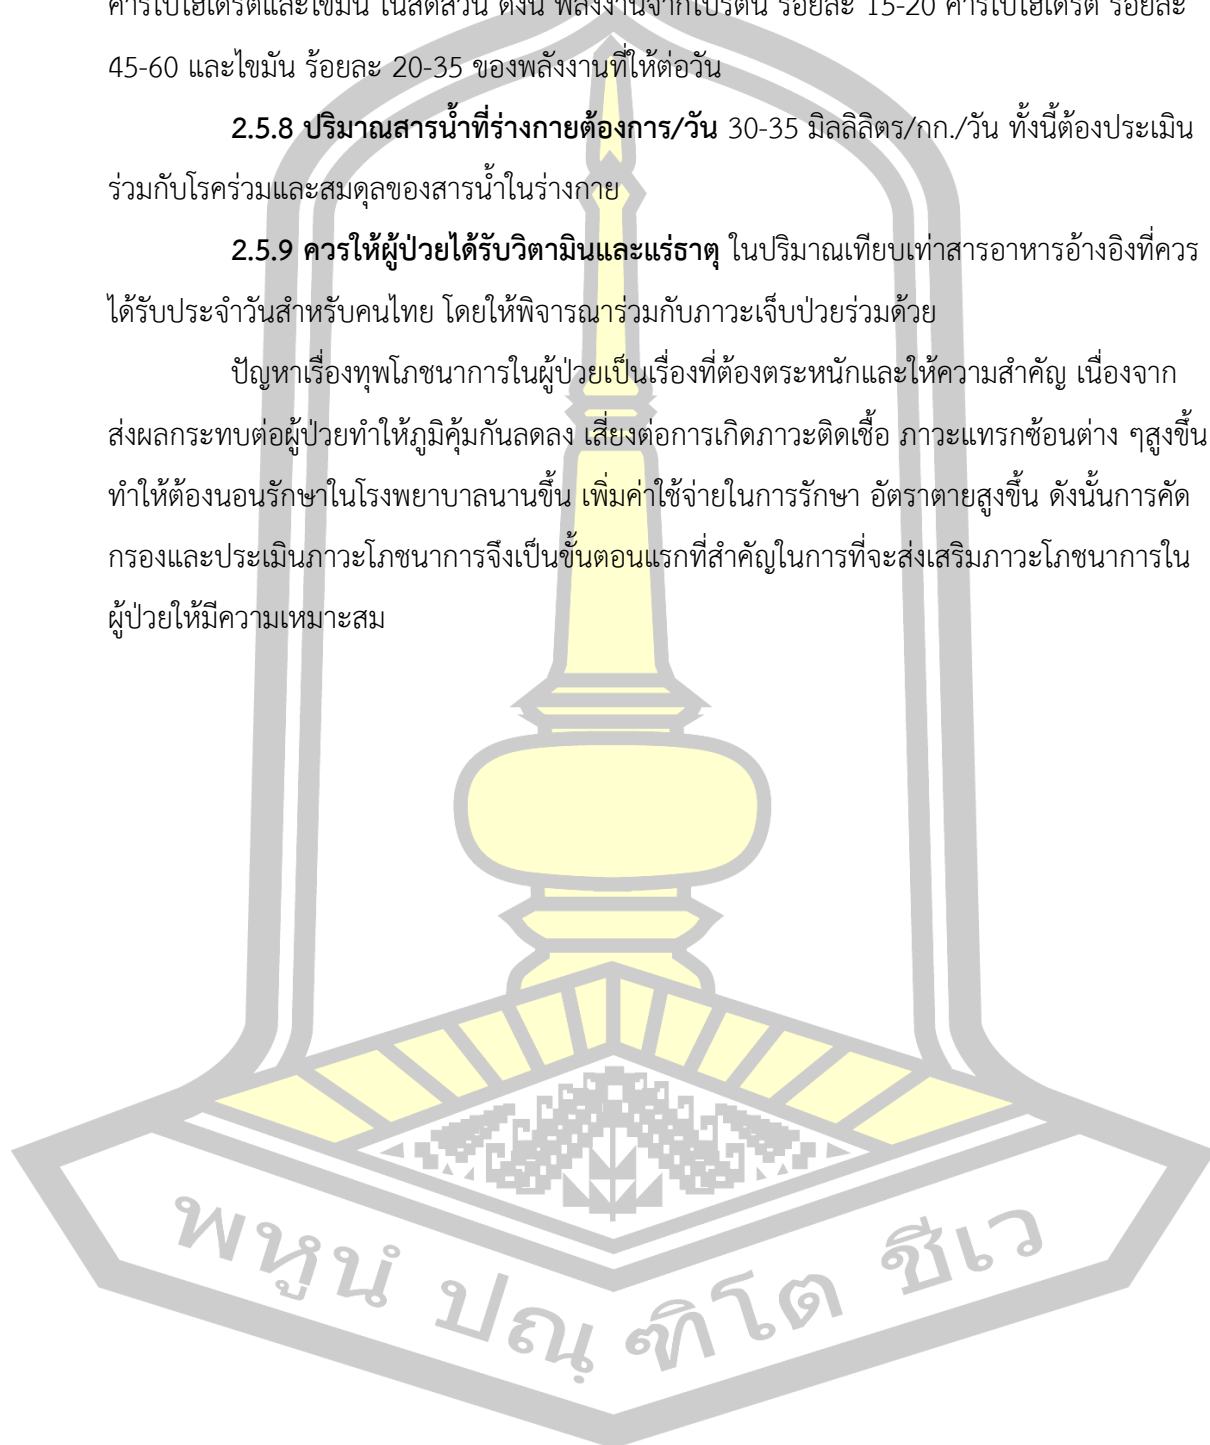 คาร์โบไฮเดรตและไขมัน ในสัดส่วน ดังนี้ พลังงานจากโปรตีน ร้อยละ 15-20 คาร์โบไฮเดรต ร้อยละ
45-60 และไขมัน ร้อยละ 20-35 ของพลังงานที่ให้ต่อวัน
2.5.8 ปริมาณสารน้ำที่ร่างกายต้องการ/วัน 30-35 มิลลิลิตร/กก./วัน ทั้งนี้ต้องประเมิน
ร่วมกับโรคร่วมและสมดุลของสารน้ำในร่างกาย
2.5.9 ควรให้ผู้ป่วยได้รับวิตามินและแร่ธาตุ ในปริมาณเทียบเท่าสารอาหารอ้างอิงที่ควร
ได้รับประจำวันสำหรับคนไทย โดยให้พิจารณาร่วมกับภาวะเจ็บป่วยร่วมด้วย
ปัญหาเรื่องทุพโภชนาการในผู้ป่วยเป็นเรื่องที่ต้องตระหนักและให้ความสำคัญ เนื่องจาก
ส่งผลกระทบต่อผู้ป่วยทำให้ภูมิคุ้มกันลดลง เสี่ยงต่อการเกิดภาวะติดเชื้อ ภาวะแทรกซ้อนต่าง ๆสูงขึ้น
ทำให้ต้องนอนรักษาในโรงพยาบาลนานขึ้น เพิ่มค่าใช้จ่ายในการรักษา อัตราตายสูงขึ้น ดังนั้นการคัด
กรองและประเมินภาวะโภชนาการจึงเป็นขั้นตอนแรกที่สำคัญในการที่จะส่งเสริมภาวะโภชนาการใน
ผู้ป่วยให้มีความเหมาะสม
พหูนํ ปณฺ ฑิโต ชีเว